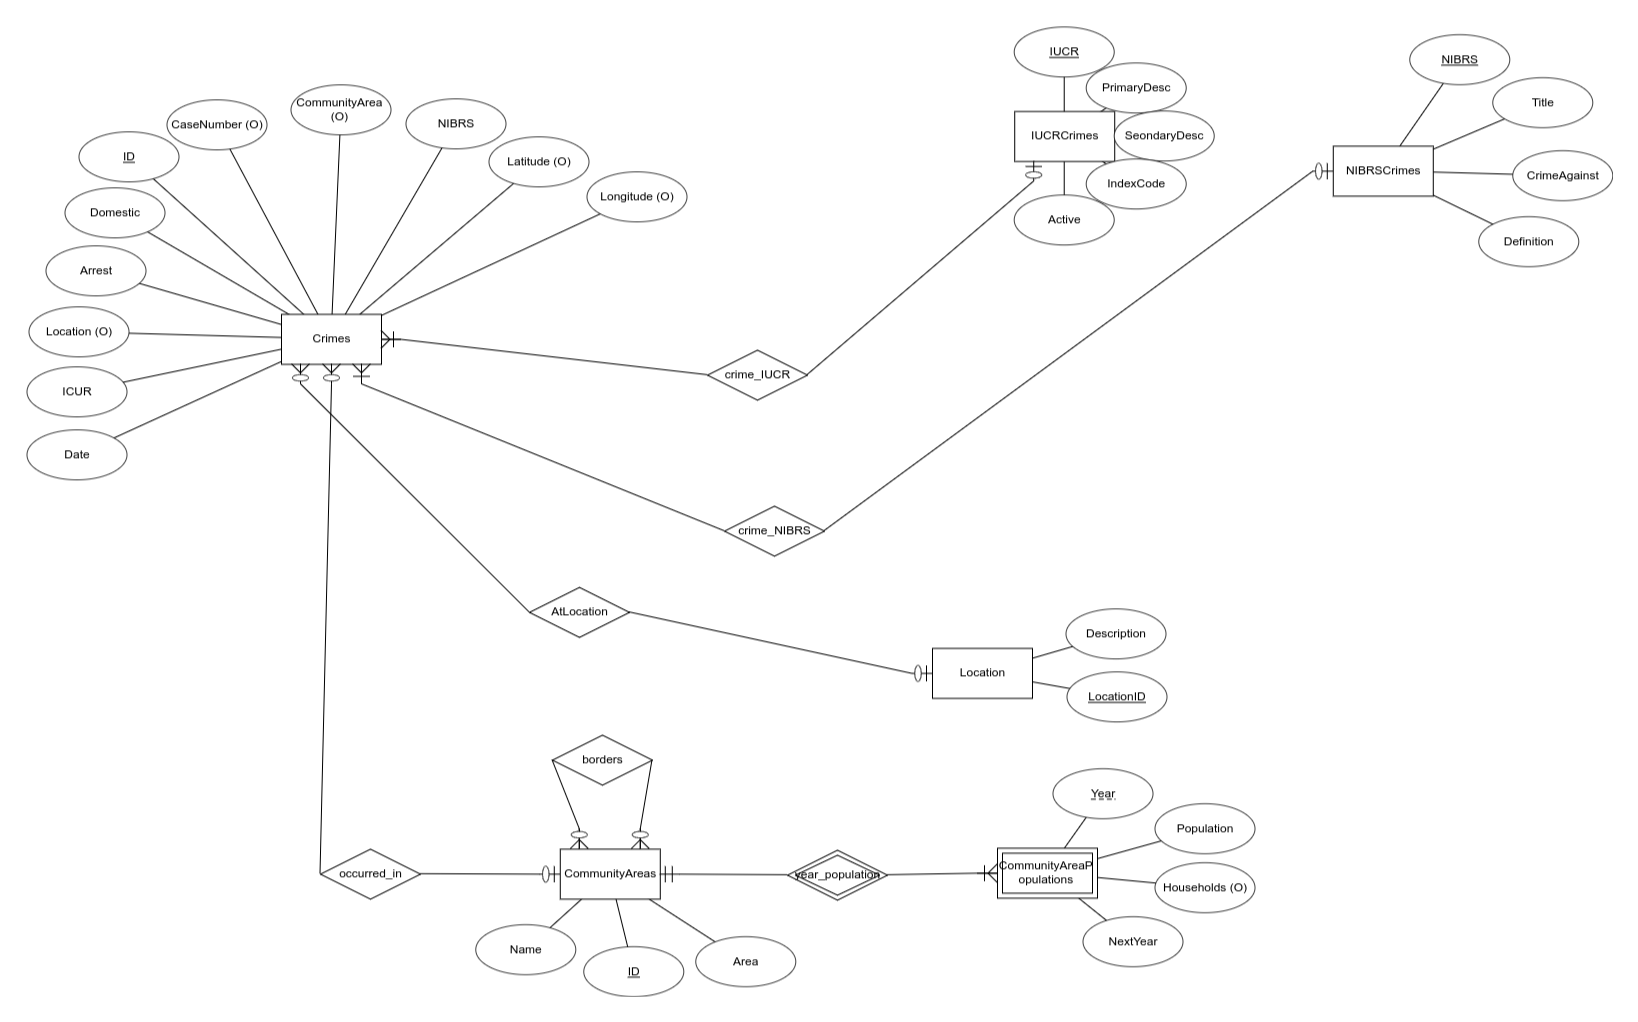 IUCR
NIBRS
PrimaryDesc
CommunityArea
(O)
Title
CaseNumber (O)
NIBRS
IUCRCrimes
SeondaryDesc
ID
Latitude (O)
NIBRSCrimes
CrimeAgainst
IndexCode
Longitude (O)
Domestic
Active
Definition
Arrest
Location (O)
Crimes
crime_IUCR
ICUR
Date
crime_NIBRS
AtLocation
Description
Location
LocationID
borders
Year
Population
occurred_in
CommunityAreas
year_population
CommunityAreaP
opulations
Households (O)
Name
ID
Area
NextYear